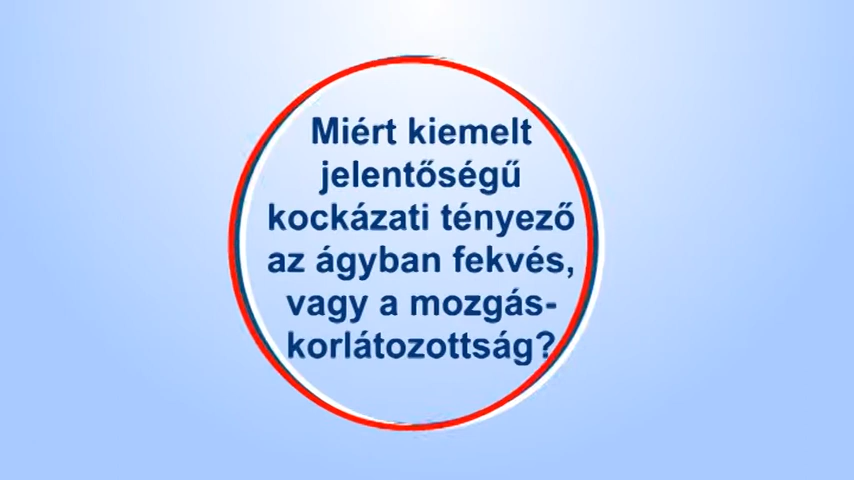 Miért kiemelt
jelentőségű
kockázati tényező
az ágyban fekvés,
vagy a mozgás-
korlátozottság?